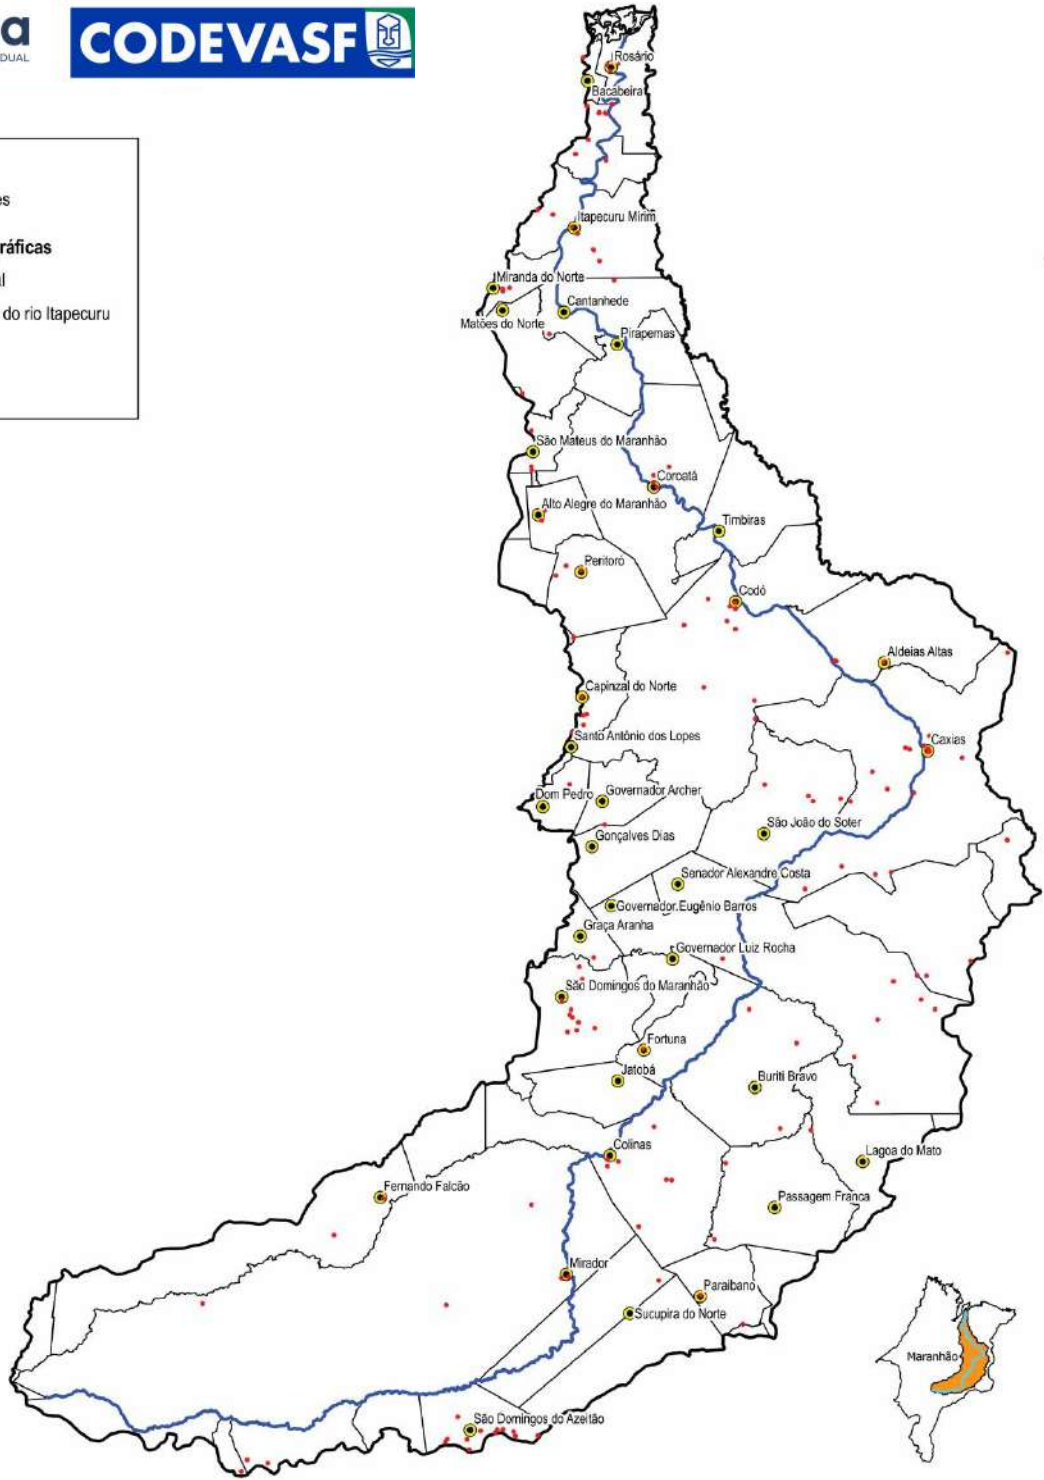 a
DUAL
CODEVASF
es
ráficas
al
do rio Itapecuru
Rosário
Bacabeira
Itapecuru Mirim
Miranda do Norte
Cantanhede
Matões do Norte
Pirapemas
São Mateus do Maranhão
Coroatá
Alto Alegre do Maranhão
Timbiras
Peritoró
Codó
Aldeias Altas
Capinzal do Norte
Caxias
Santo Antônio dos Lopes
Dom Pedro
Governador Archer
São João do Soter
Gonçalves Dias
Senador Alexandre Costa
Governador Eugênio Barros
Graça Aranha
Governador Luiz Rocha
São Domingos do Maranhão
Fortuna
Jatobá
Buriti Bravo
Colinas
Lagoa do Mato
Fernando Falcão
Passagem Franca
Mirador
Paraibano
Sucupira do Norte
Maranhão
São Domingos do Azeitão